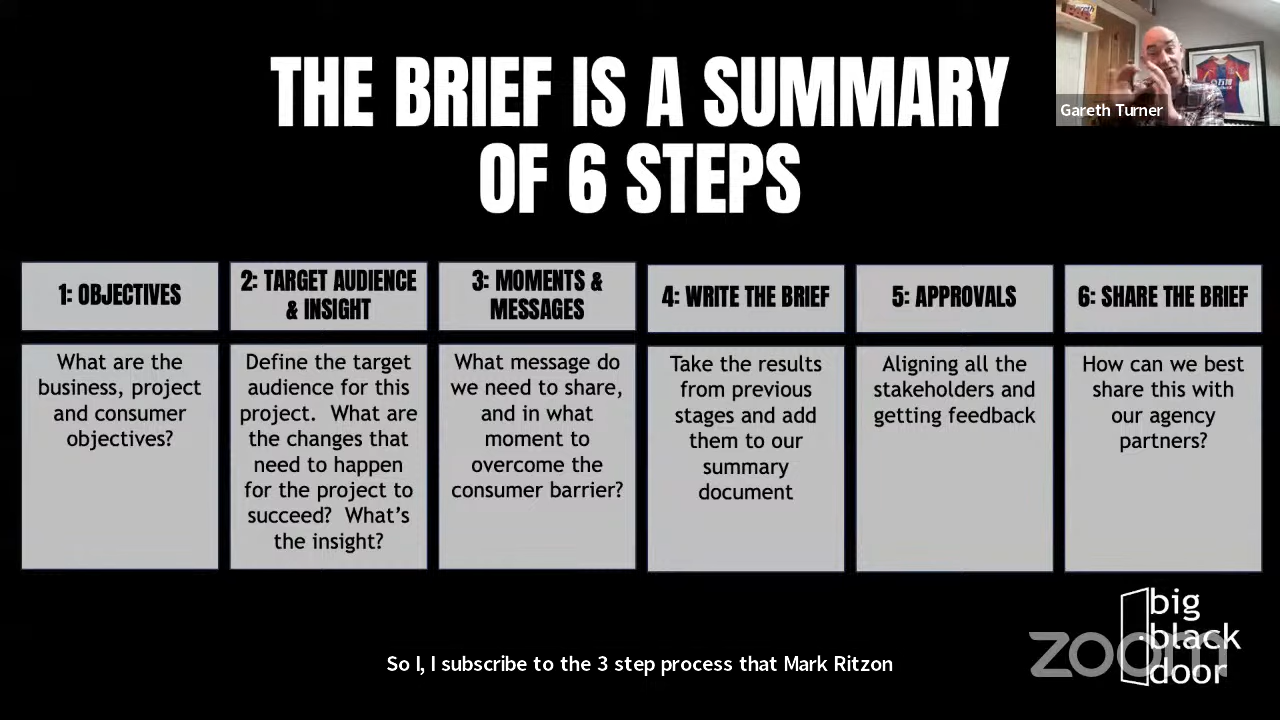 THE BRIEF IS A SUMMARY
OF 6 STEPS
Gareth Turner
1: OBJECTIVES
What are the
business, project
and consumer
objectives?
2: TARGET AUDIENCE
& INSIGHT
Define the target
audience for this
project. What are
the changes that
need to happen
for the project to
succeed? What's
the insight?
3: MOMENTS &
MESSAGES
What message do
we need to share,
and in what
moment to
overcome the
consumer barrier?
4: WRITE THE BRIEF
Take the results
from previous
stages and add
them to our
summary
document
5: APPROVALS
Aligning all the
stakeholders and
getting feedback
6: SHARE THE BRIEF
How can we best
share this with
our agency
partners?
big
black
door
zoom
So I, I subscribe to the 3 step process that Mark Ritzon